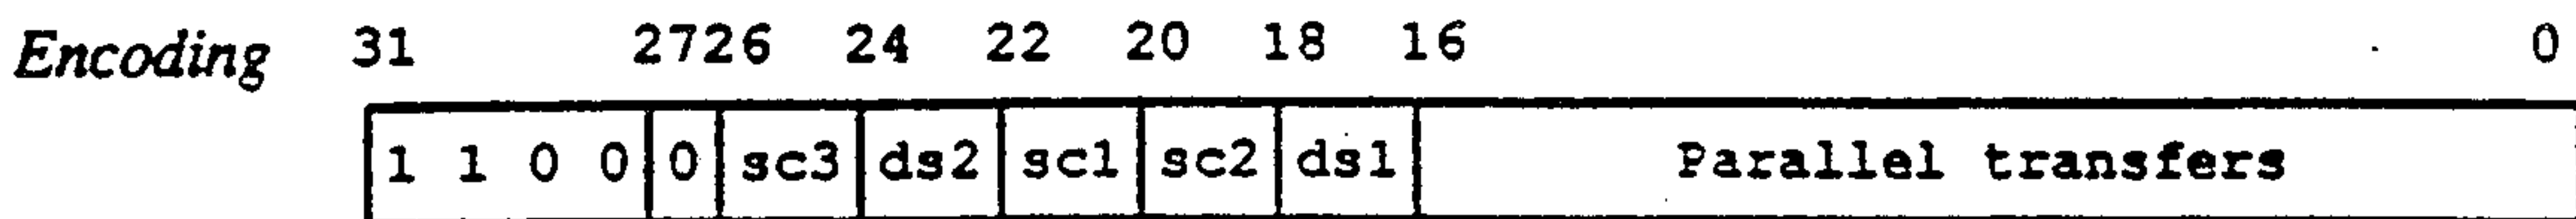 Encoding 31 2726 24 22 20 18 16 0
1 1 0 0 0 sc3 ds2 sc1 sc2 ds1 Parallel transfers